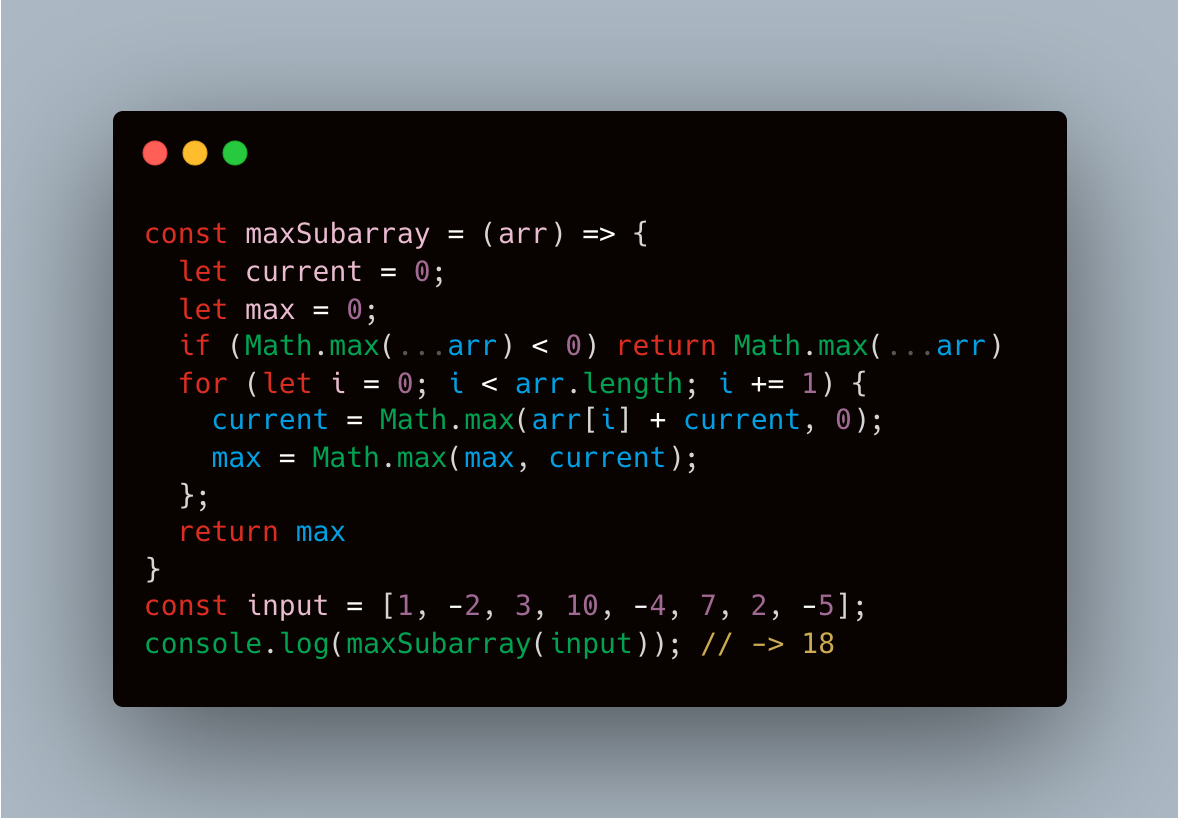 const maxSubarray = (arr) => {
  let current = 0;
  let max = 0;
  if (Math.max(...arr) < 0) return Math.max(...arr)
  for (let i = 0; i < arr.length; i += 1) {
    current = Math.max(arr[i] + current, 0);
    max = Math.max(max, current);
  };
  return max
}
const input = [1, -2, 3, 10, -4, 7, 2, -5];
console.log(maxSubarray(input)); // -> 18